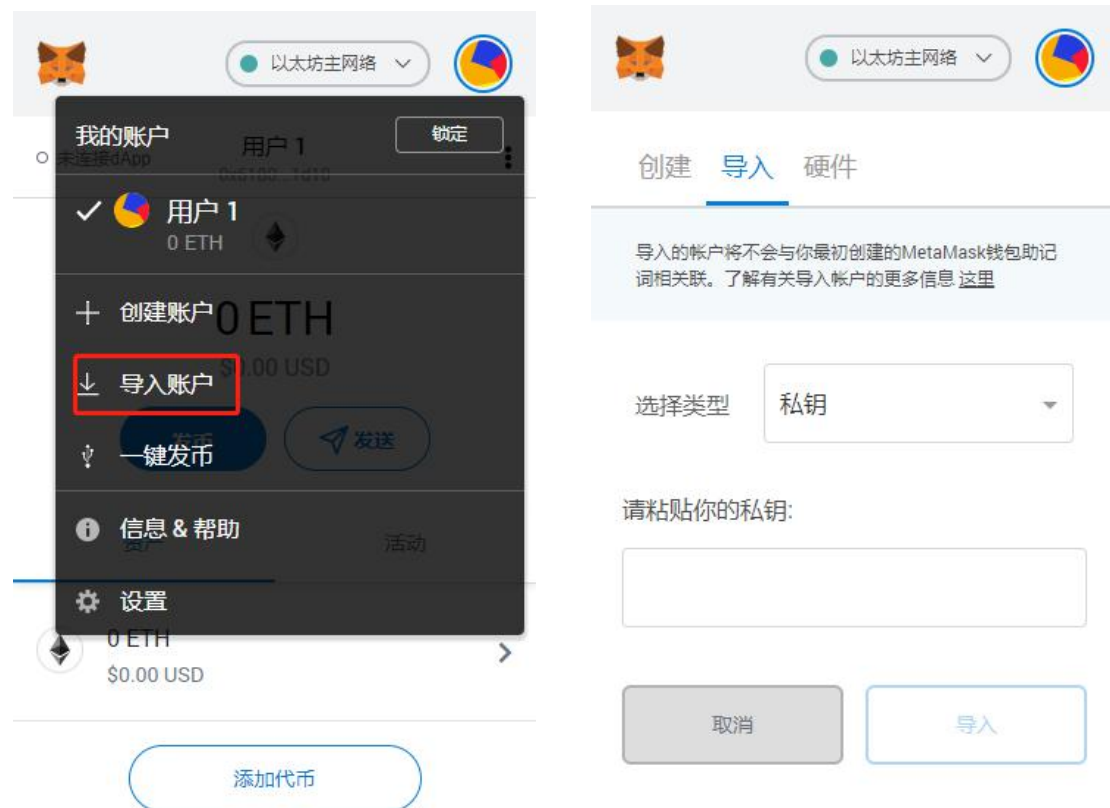 以太坊主网络
我的账户
锁定
未连接dApp
用户 1
用户 1
0 ETH
创建账户
0 ETH
$0.00 USD
导入账户
发币
发送
一键发币
信息 & 帮助
资产
活动
设置
0 ETH
$0.00 USD
添加代币
以太坊主网络
创建 导入 硬件
导入的帐户将不会与你最初创建的MetaMask钱包助记
词相关联。了解有关导入帐户的更多信息 这里
选择类型
私钥
请粘贴你的私钥:
取消
导入